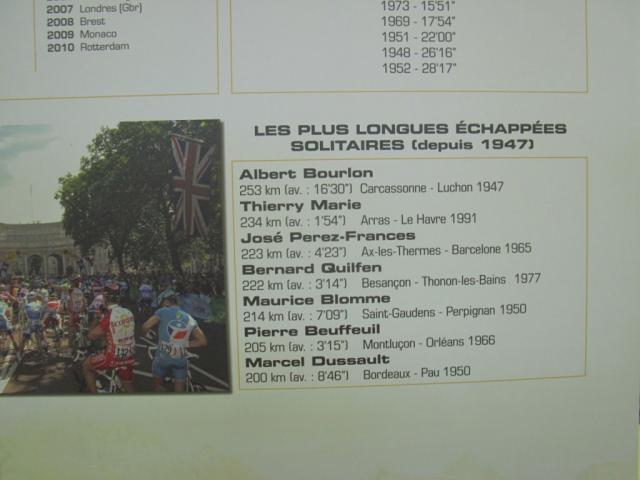 2007 Londres (Gbr)
2008 Brest
2009 Monaco
2010 Rotterdam
1973 - 15'51"
1969 - 17'54"
1951 - 22'00"
1948 - 26'16"
1952 - 28'17"
LES PLUS LONGUES ÉCHAPPÉES
SOLITAIRES (depuis 1947)
Albert Bourlon
253 km (av. : 16'30") Carcassonne - Luchon 1947
Thierry Marie
234 km (av. : 1'54") Arras - Le Havre 1991
José Perez-Frances
223 km (av. : 4'23") Ax-les-Thermes - Barcelone 1965
Bernard Quilfen
222 km (av. : 3'14") Besançon - Thonon-les-Bains 1977
Maurice Blomme
214 km (av. : 7'09") Saint-Gaudens - Perpignan 1950
Pierre Beuffeuil
205 km (av. : 3'15") Montluçon - Orléans 1966
Marcel Dussault
200 km (av. : 8'46") Bordeaux - Pau 1950